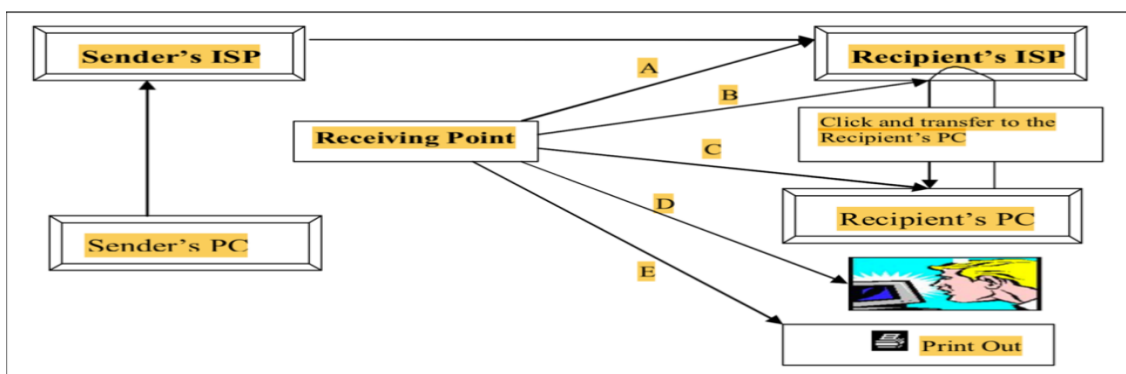 Sender's ISP
Recipient's ISP
A
B
Click and transfer to the
Recipient's PC
Receiving Point
C
D
Recipient's PC
Sender's PC
E
Print Out